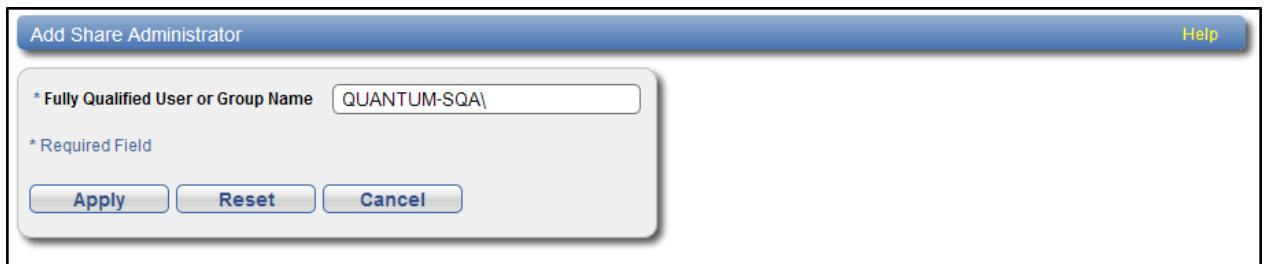 Add Share Administrator Help
* Fully Qualified User or Group Name QUANTUM-SQA\
* Required Field
Apply Reset Cancel